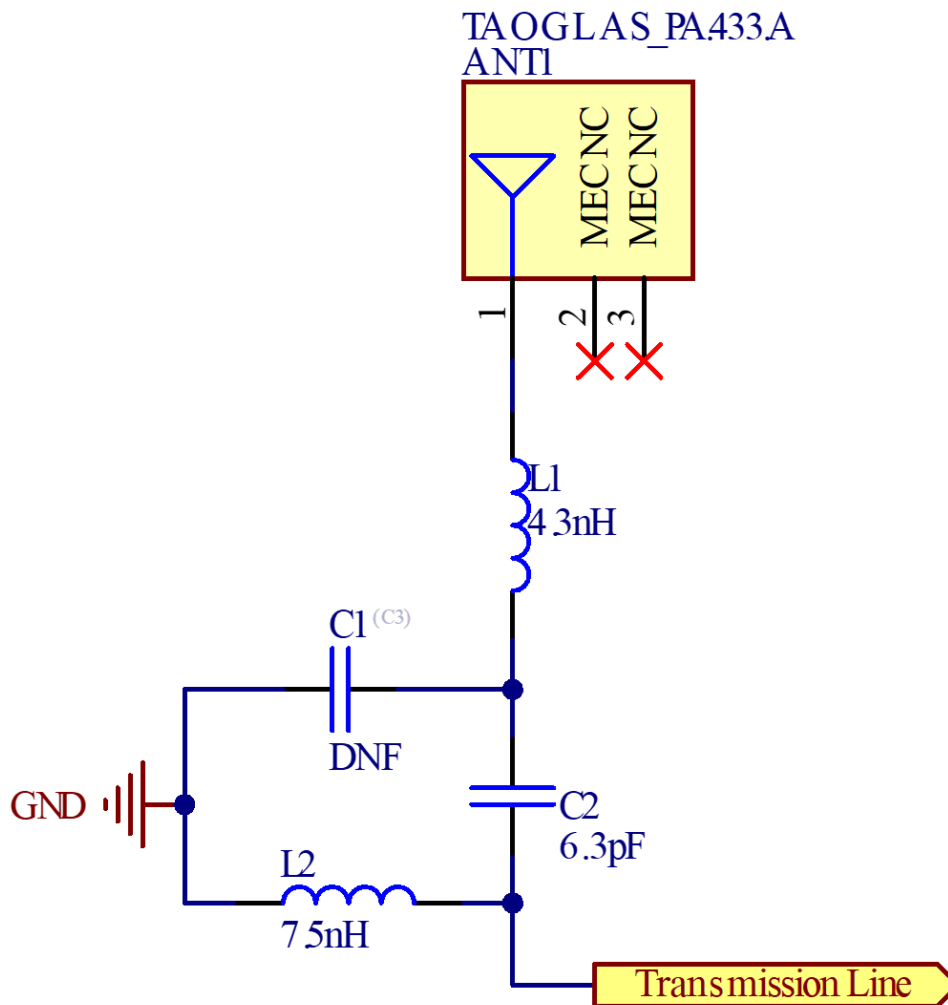 TAOGLAS_PA.433.A
ANT1
MECNC
MECNC
1
2
3
L1
4.3nH
C1 (C3)
DNF
GND
C2
6.3pF
L2
7.5nH
Transmission Line